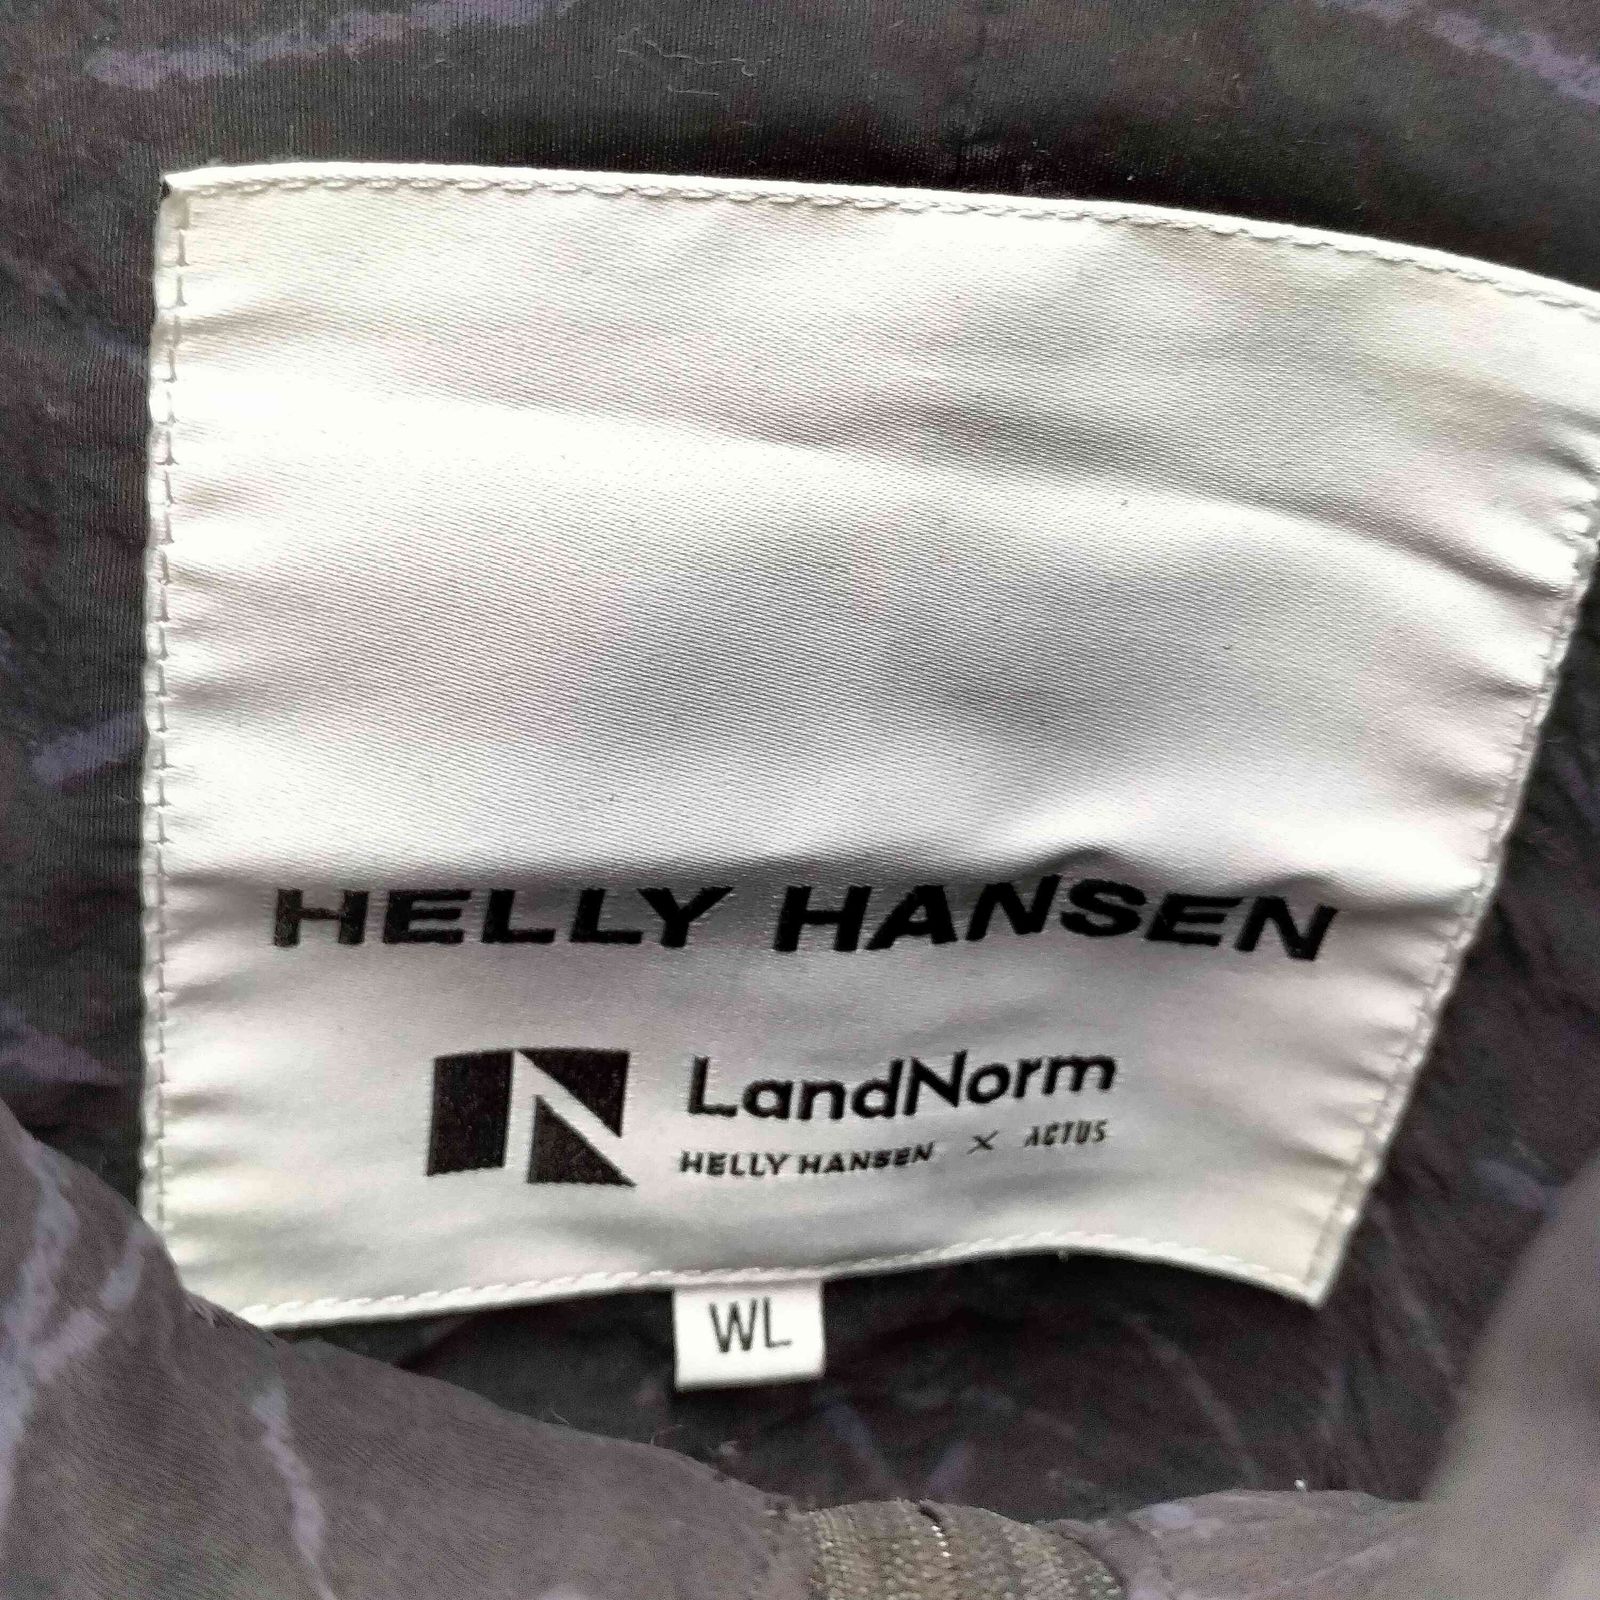 HELLY HANSEN
LandNorm
HELLY HANSEN × ACTUS
WL